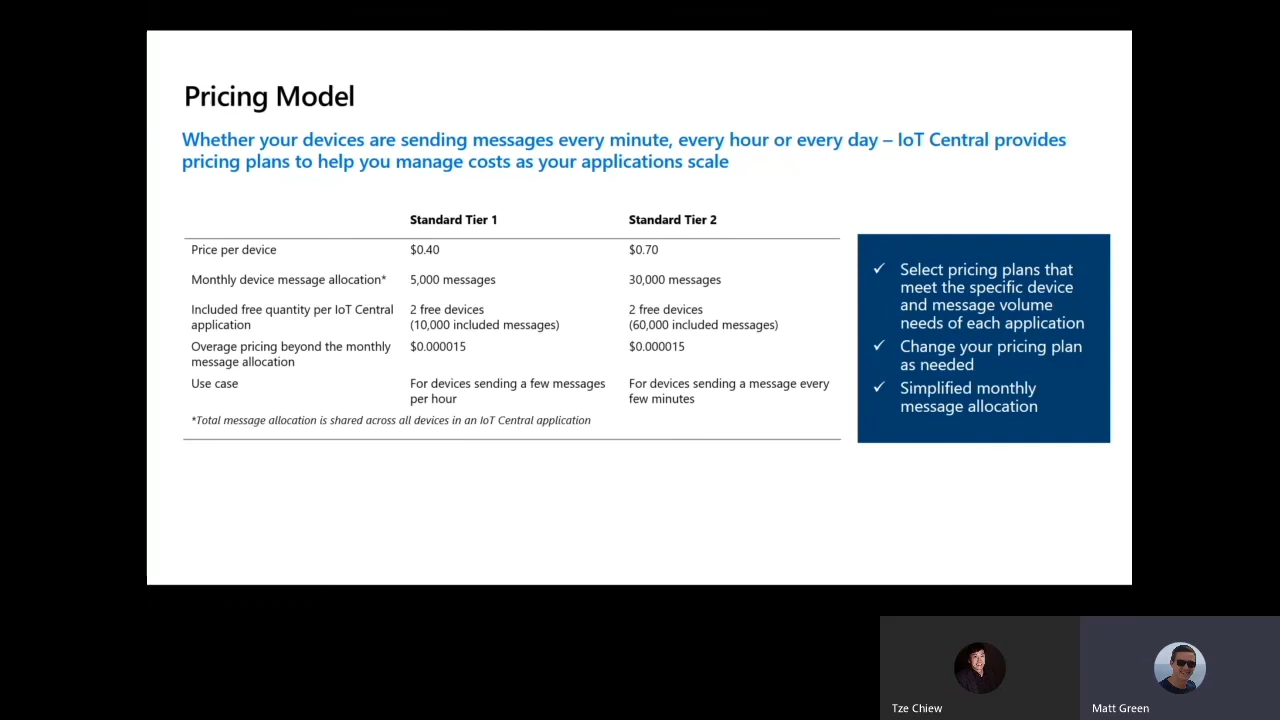 Pricing Model
Whether your devices are sending messages every minute, every hour or every day – IoT Central provides
pricing plans to help you manage costs as your applications scale
Standard Tier 1 Standard Tier 2
Price per device $0.40 $0.70
Monthly device message allocation* 5,000 messages 30,000 messages
Included free quantity per IoT Central 2 free devices 2 free devices
application (10,000 included messages) (60,000 included messages)
Overage pricing beyond the monthly $0.000015 $0.000015
message allocation
Use case For devices sending a few messages For devices sending a message every
per hour few minutes
*Total message allocation is shared across all devices in an IoT Central application
✓ Select pricing plans that
meet the specific device
and message volume
needs of each application
✓ Change your pricing plan
as needed
✓ Simplified monthly
message allocation
Tze Chiew
Matt Green